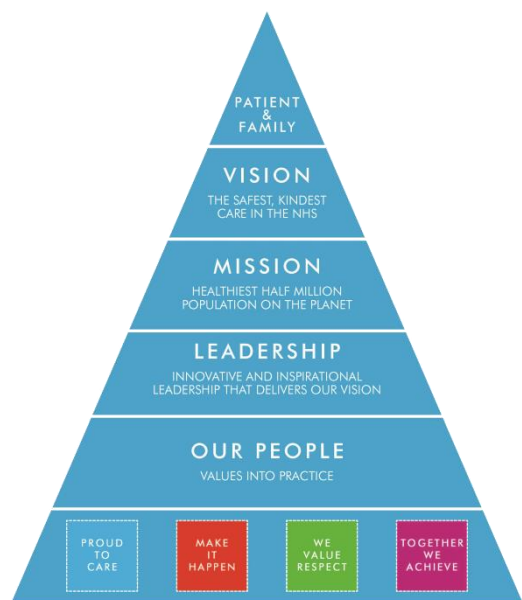 PATIENT
&
FAMILY
VISION
THE SAFEST, KINDEST
CARE IN THE NHS
MISSION
HEALTHIEST HALF MILLION
POPULATION ON THE PLANET
LEADERSHIP
INNOVATIVE AND INSPIRATIONAL
LEADERSHIP THAT DELIVERS OUR VISION
OUR PEOPLE
VALUES INTO PRACTICE
PROUD
TO
CARE
MAKE
IT
HAPPEN
WE
VALUE
RESPECT
TOGETHER
WE
ACHIEVE